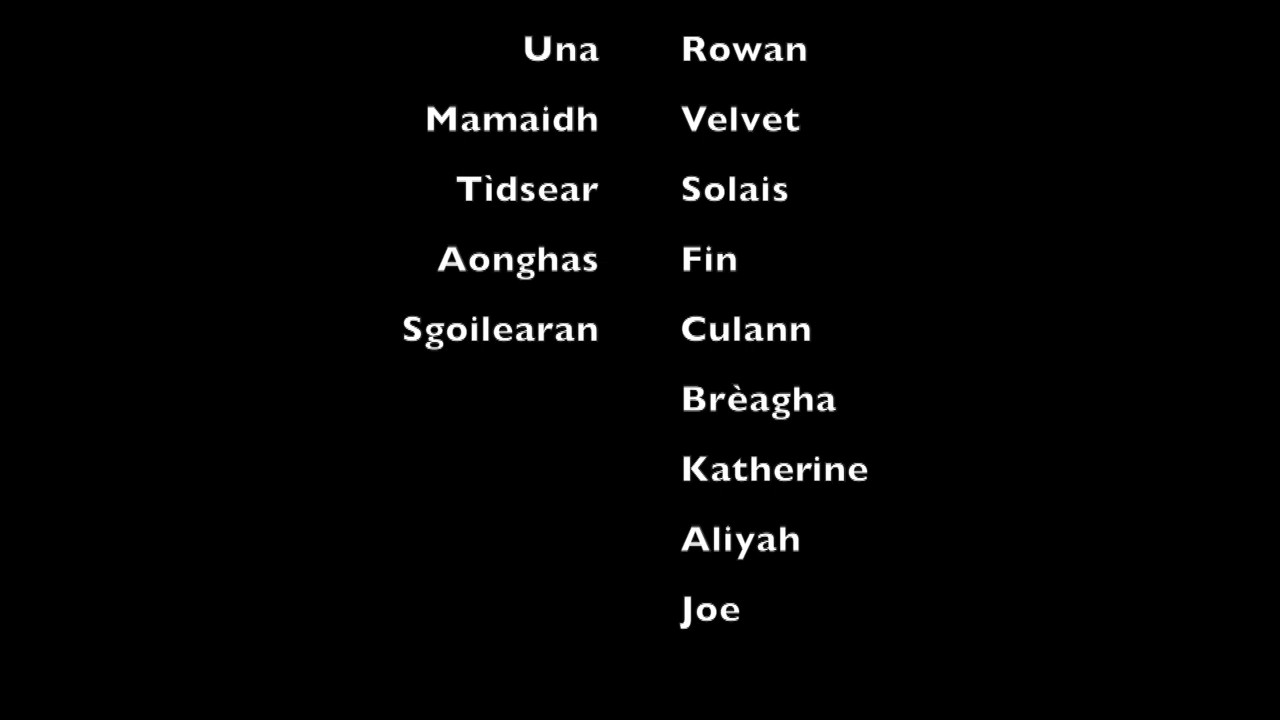 Una Rowan
Mamaidh Velvet
Tìdsear Solais
Aonghas Fin
Sgoilearan Culann
Brèagha
Katherine
Aliyah
Joe